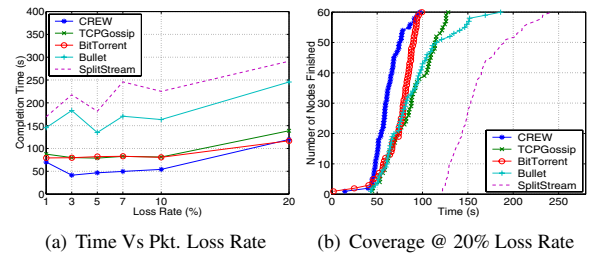 400
350
300
250
200
150
100
50
0
Completion Time (s)
CREW
TCPGossip
BitTorrent
Bullet
SplitStream
1
3
5
7
10
20
Loss Rate (%)
(a) Time Vs Pkt. Loss Rate
60
50
40
30
20
10
0
Number of Nodes Finished
CREW
TCPGossip
BitTorrent
Bullet
SplitStream
0
50
100
150
200
250
Time (s)
(b) Coverage @ 20% Loss Rate